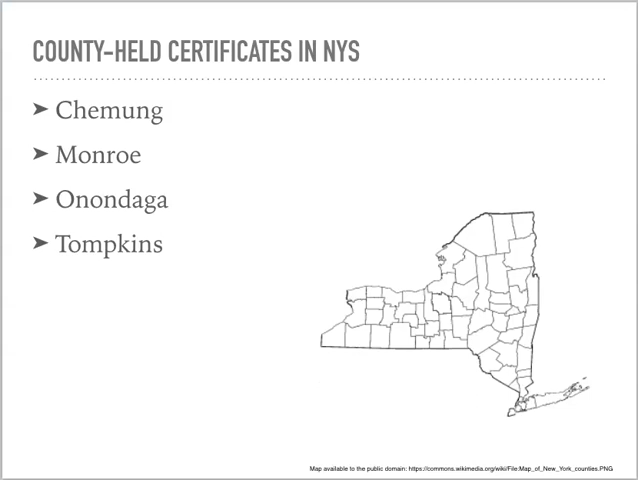 COUNTY-HELD CERTIFICATES IN NYS
➤ Chemung
➤ Monroe
➤ Onondaga
➤ Tompkins
Map available to the public domain: https://commons.wikimedia.org/wiki/File:Map_of_New_York_counties.PNG